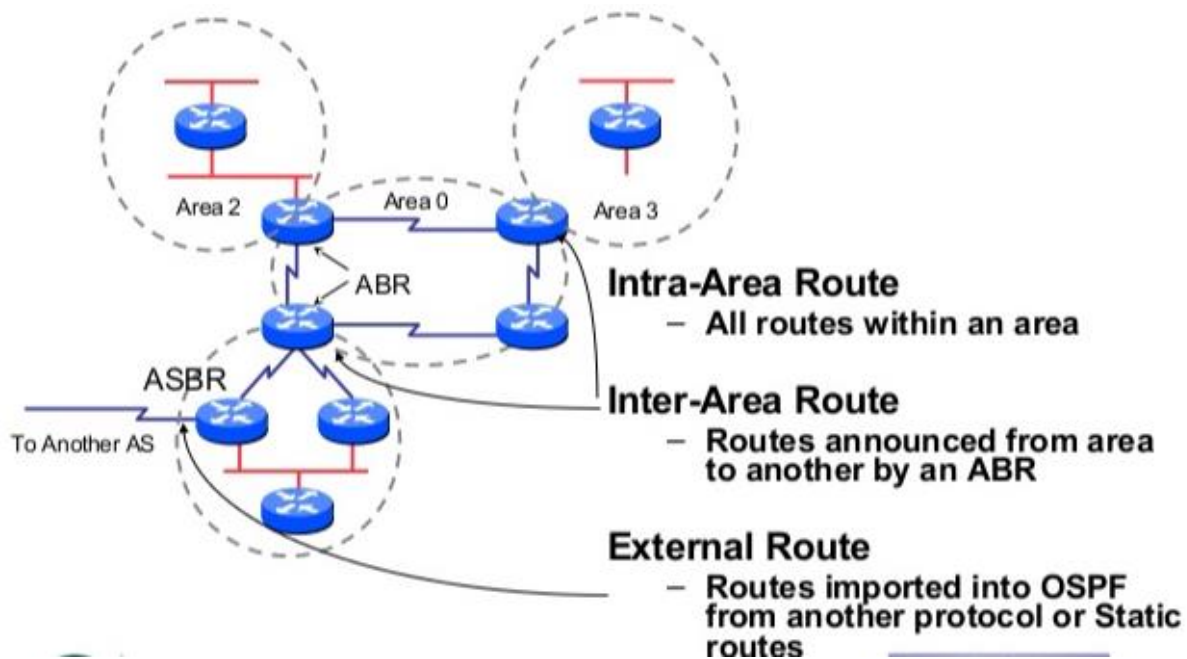 Area 2
Area 0
Area 3
ABR
ASBR
To Another AS
Intra-Area Route
– All routes within an area
Inter-Area Route
– Routes announced from area
to another by an ABR
External Route
– Routes imported into OSPF
from another protocol or Static
routes